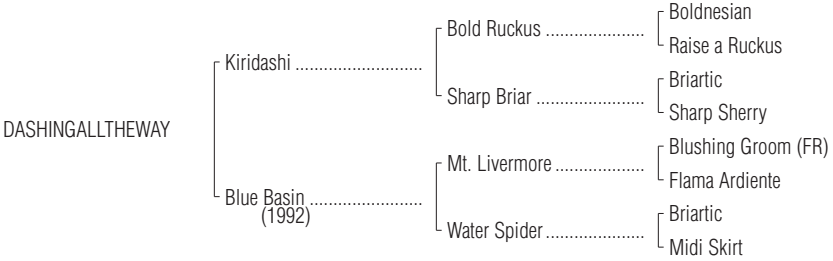 Boldnesian
Bold Ruckus .....................
Raise a Ruckus
Kiridashi ...........................
Briartic
Sharp Briar .......................
Sharp Sherry
DASHINGALLTHEWAY
Blushing Groom (FR)
Mt. Livermore ...................
Flama Ardiente
Blue Basin ........................
(1992)
Briartic
Water Spider .....................
Midi Skirt